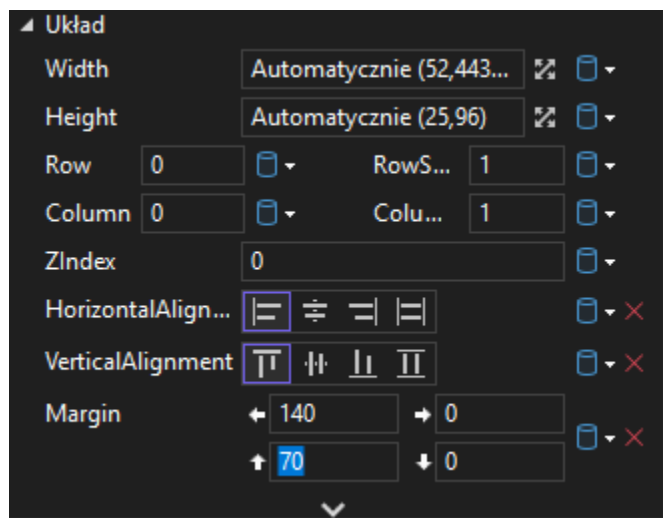 Układ
Width Automatycznie (52,443...
Height Automatycznie (25,96)
Row 0 RowS... 1
Column 0 Colu... 1
ZIndex 0
HorizontalAlign...
VerticalAlignment
Margin 140 0
70 0